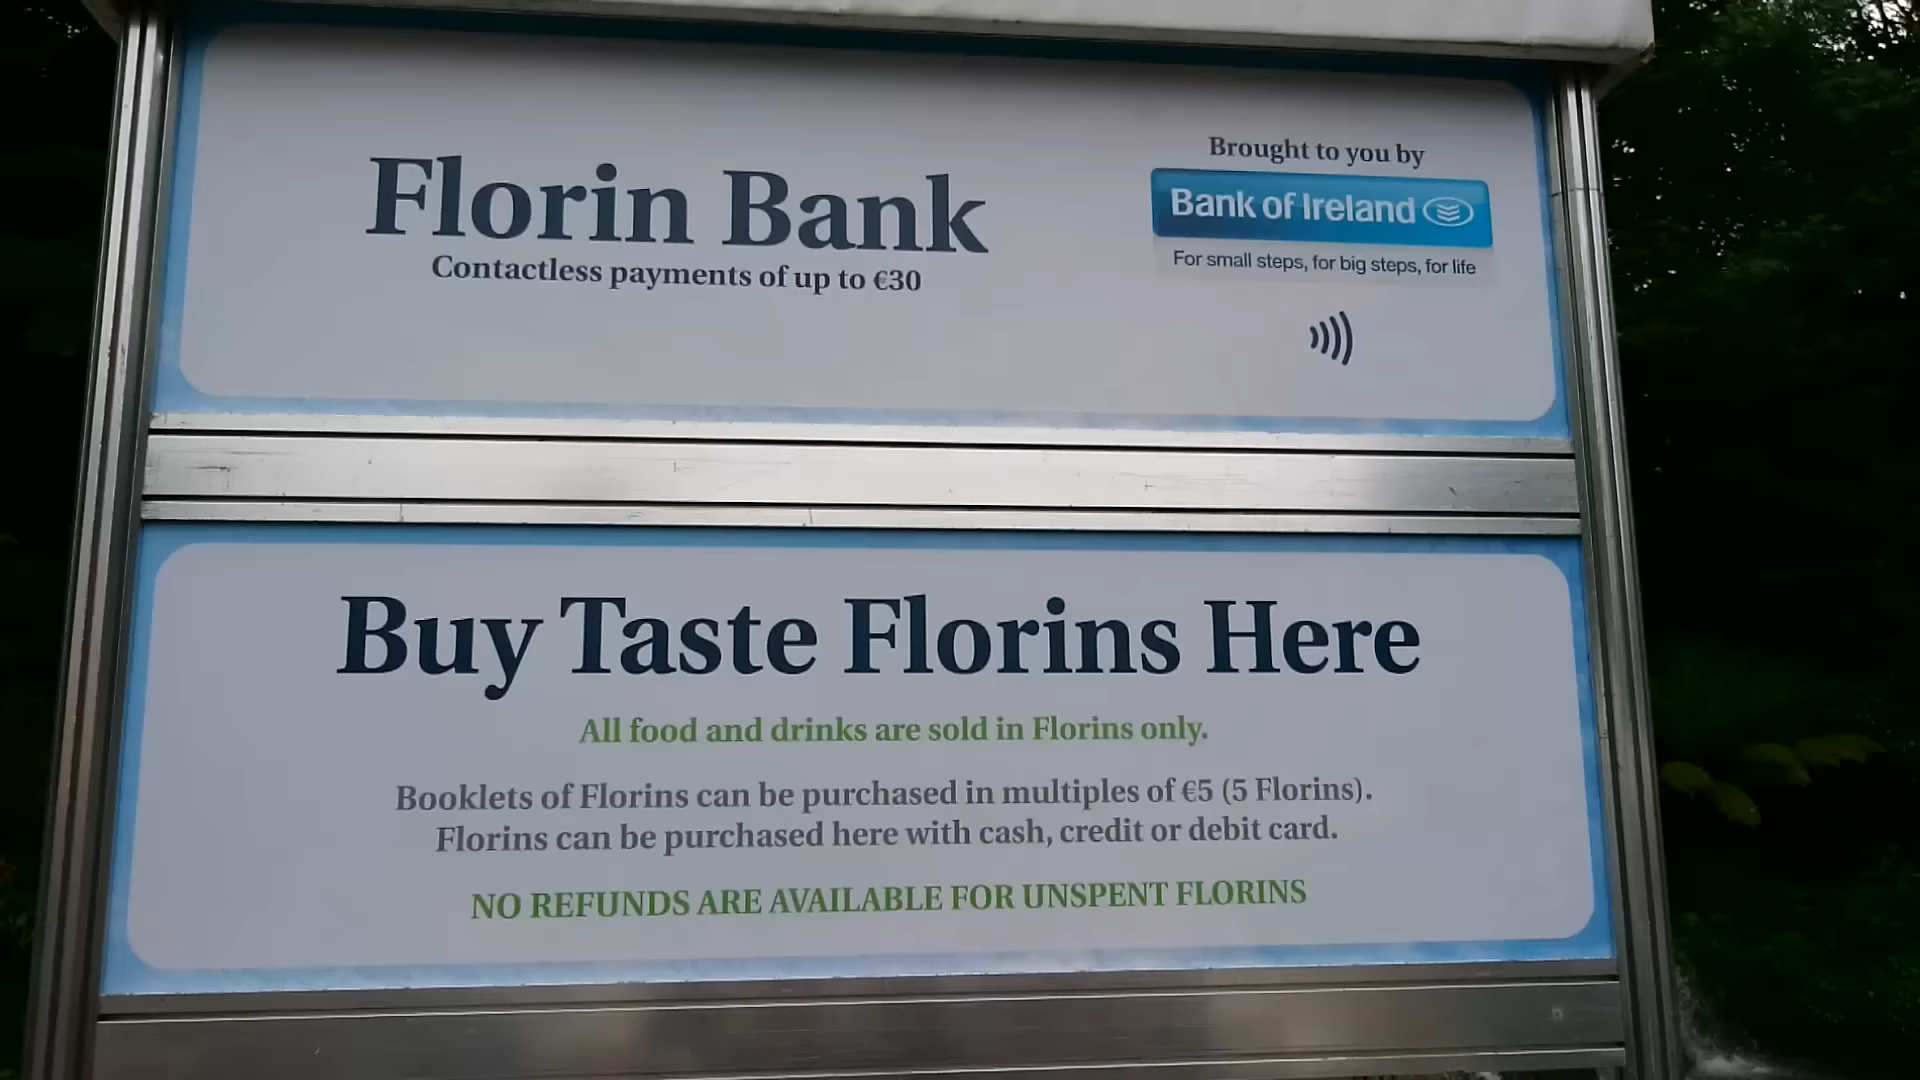 Florin Bank
Contactless payments of up to €30
Brought to you by
Bank of Ireland
For small steps, for big steps, for life
Buy Taste Florins Here
All food and drinks are sold in Florins only.
Booklets of Florins can be purchased in multiples of €5 (5 Florins).
Florins can be purchased here with cash, credit or debit card.
NO REFUNDS ARE AVAILABLE FOR UNSPENT FLORINS